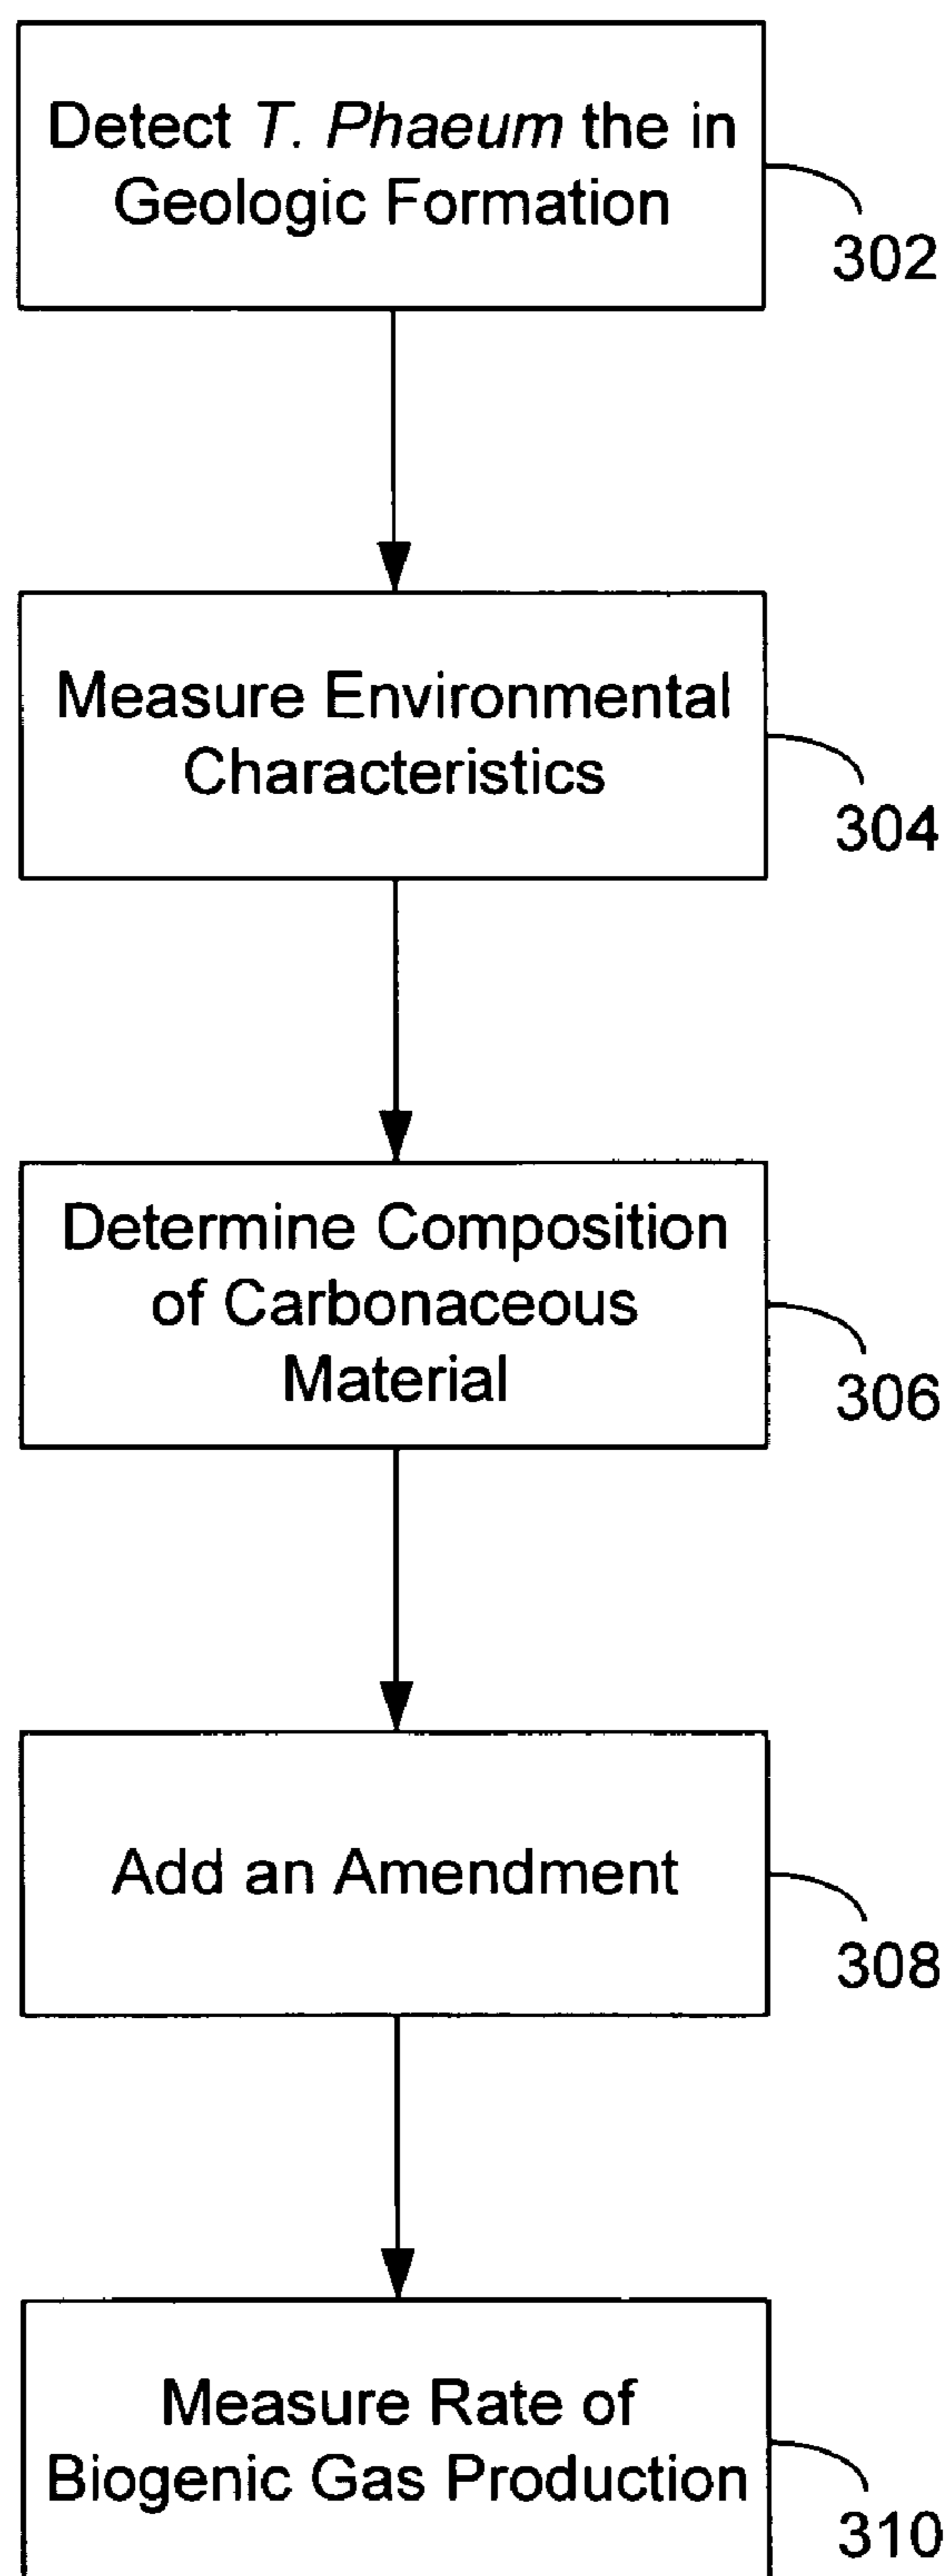 Detect T. Phaeum the in
Geologic Formation
302
Measure Environmental
Characteristics
304
Determine Composition
of Carbonaceous
Material
306
Add an Amendment
308
Measure Rate of
Biogenic Gas Production
310